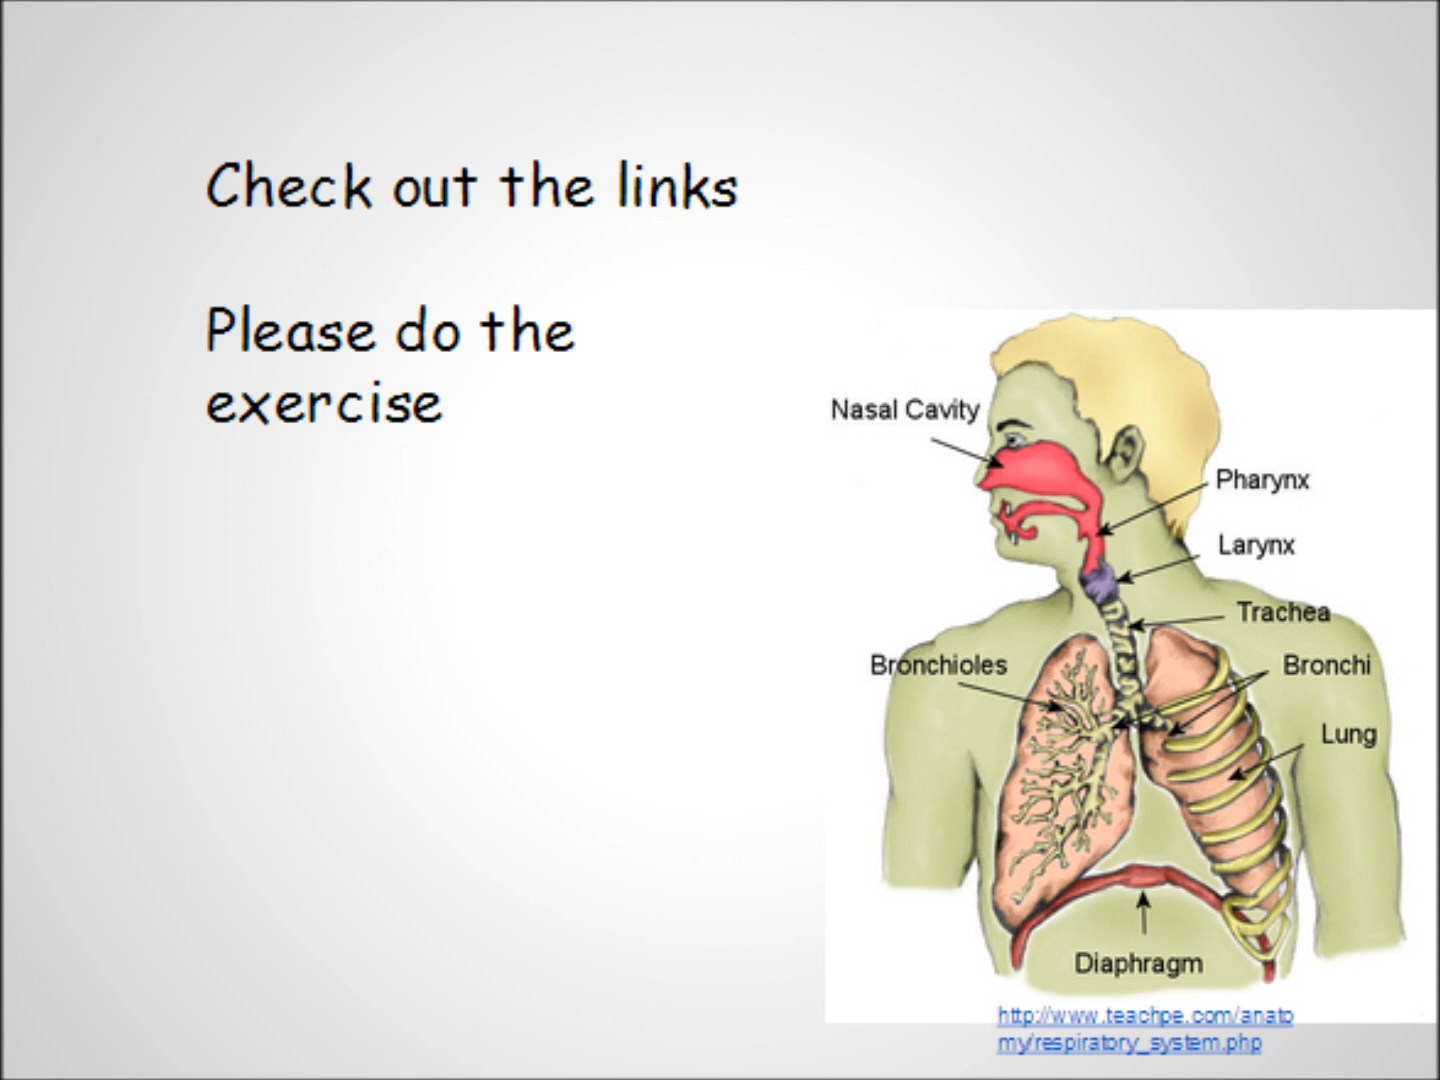 Check out the links
Please do the
exercise
Nasal Cavity
Pharynx
Larynx
Trachea
Bronchioles
Bronchi
Lung
Diaphragm
http://www.teachpe.com/anato
my/respiratory_system.php